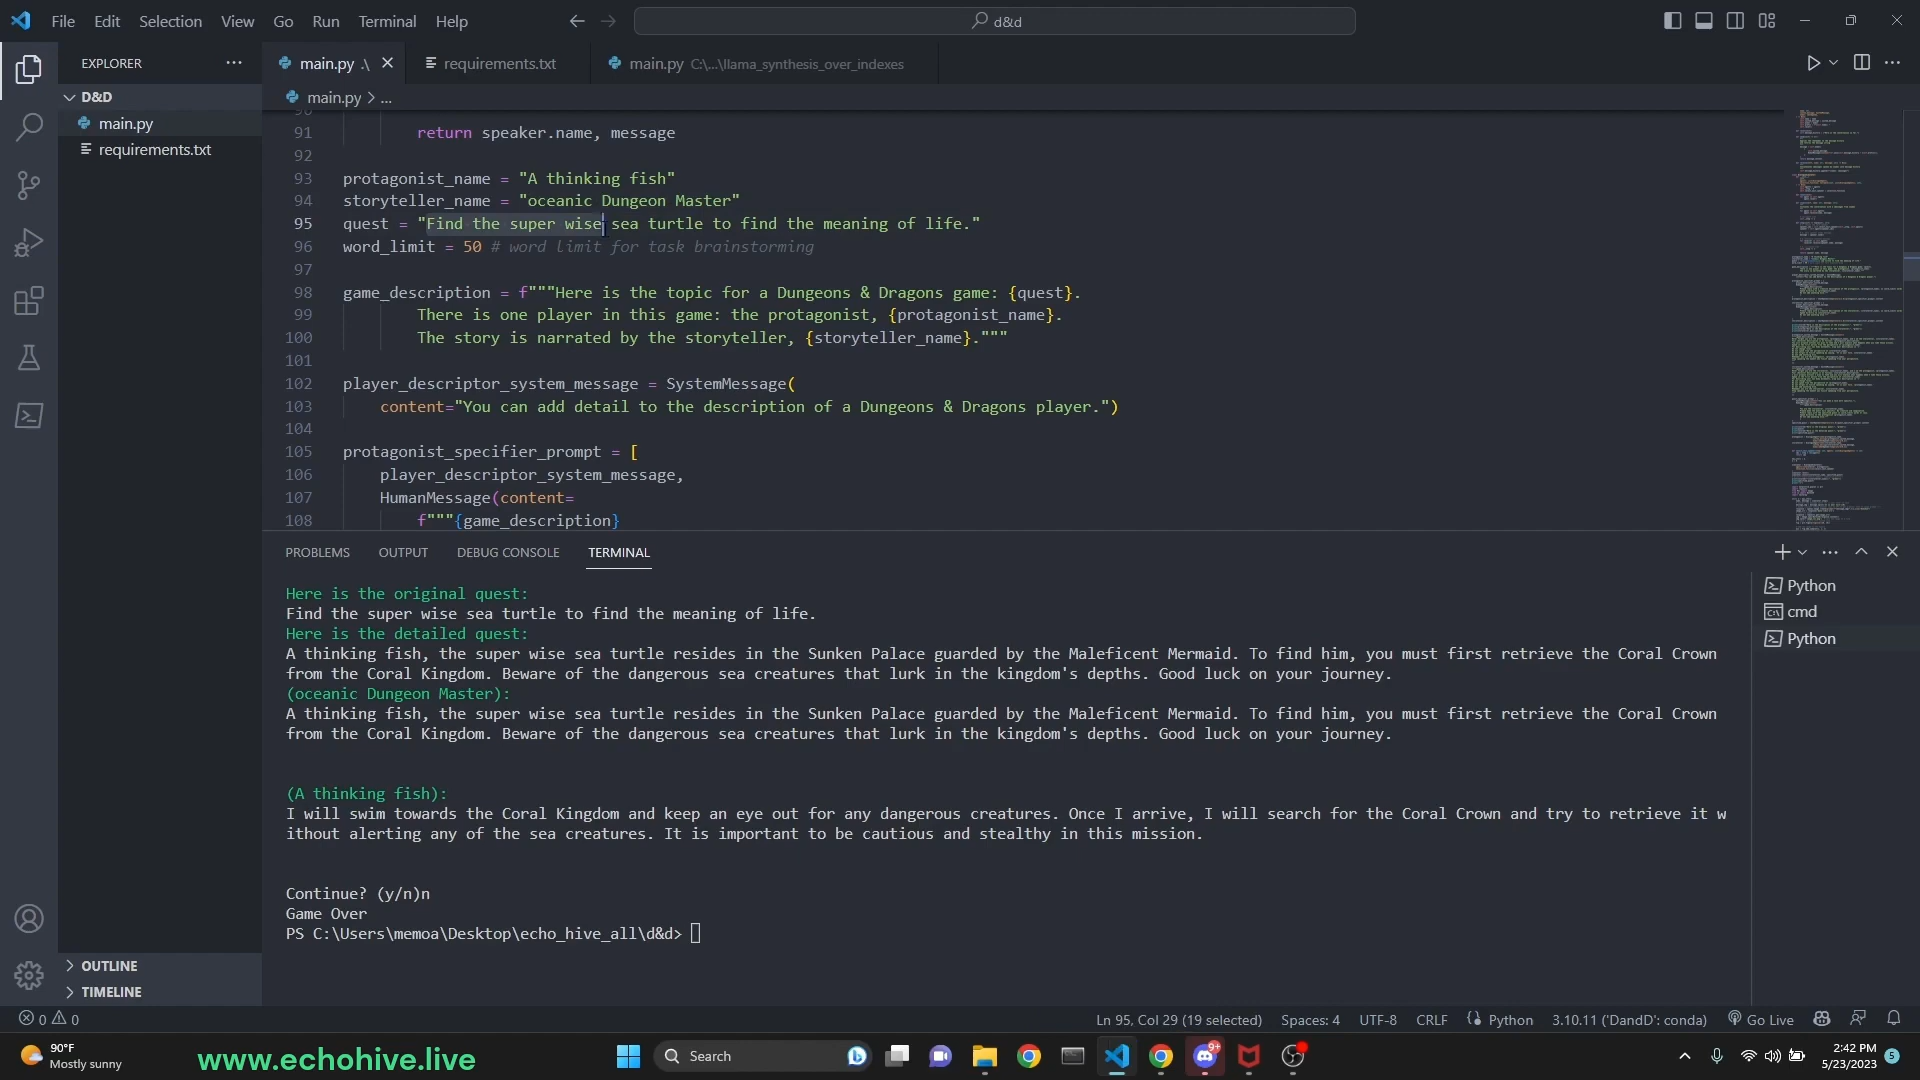 File Edit Selection View Go Run Terminal Help
d&d
EXPLORER
main.py .\
requirements.txt
main.py C:\...\llama_synthesis_over_indexes
D&D
main.py > ...
main.py
requirements.txt
90
91 return speaker.name, message
92
93 protagonist_name = "A thinking fish"
94 storyteller_name = "oceanic Dungeon Master"
95 quest = "Find the super wise sea turtle to find the meaning of life."
96 word_limit = 50 # word limit for task brainstorming
97
98 game_description = f"""Here is the topic for a Dungeons & Dragons game: {quest}.
99 There is one player in this game: the protagonist, {protagonist_name}.
100 The story is narrated by the storyteller, {storyteller_name}."""
101
102 player_descriptor_system_message = SystemMessage(
103 content="You can add detail to the description of a Dungeons & Dragons player.")
104
105 protagonist_specifier_prompt = [
106 player_descriptor_system_message,
107 HumanMessage(content=
108 f"""{game_description}
PROBLEMS OUTPUT DEBUG CONSOLE TERMINAL
Python
cmd
Python
Here is the original quest:
Find the super wise sea turtle to find the meaning of life.
Here is the detailed quest:
A thinking fish, the super wise sea turtle resides in the Sunken Palace guarded by the Maleficent Mermaid. To find him, you must first retrieve the Coral Crown
from the Coral Kingdom. Beware of the dangerous sea creatures that lurk in the kingdom's depths. Good luck on your journey.
(oceanic Dungeon Master):
A thinking fish, the super wise sea turtle resides in the Sunken Palace guarded by the Maleficent Mermaid. To find him, you must first retrieve the Coral Crown
from the Coral Kingdom. Beware of the dangerous sea creatures that lurk in the kingdom's depths. Good luck on your journey.
(A thinking fish):
I will swim towards the Coral Kingdom and keep an eye out for any dangerous creatures. Once I arrive, I will search for the Coral Crown and try to retrieve it w
ithout alerting any of the sea creatures. It is important to be cautious and stealthy in this mission.
Continue? (y/n)n
Game Over
PS C:\Users\memoa\Desktop\echo_hive_all\d&d>
OUTLINE
TIMELINE
0 0
Ln 95, Col 29 (19 selected) Spaces: 4 UTF-8 CRLF Python 3.10.11 ('DandD': conda) Go Live
90°F
Mostly sunny
www.echohive.live
Search
9+
2:42 PM
5/23/2023
5